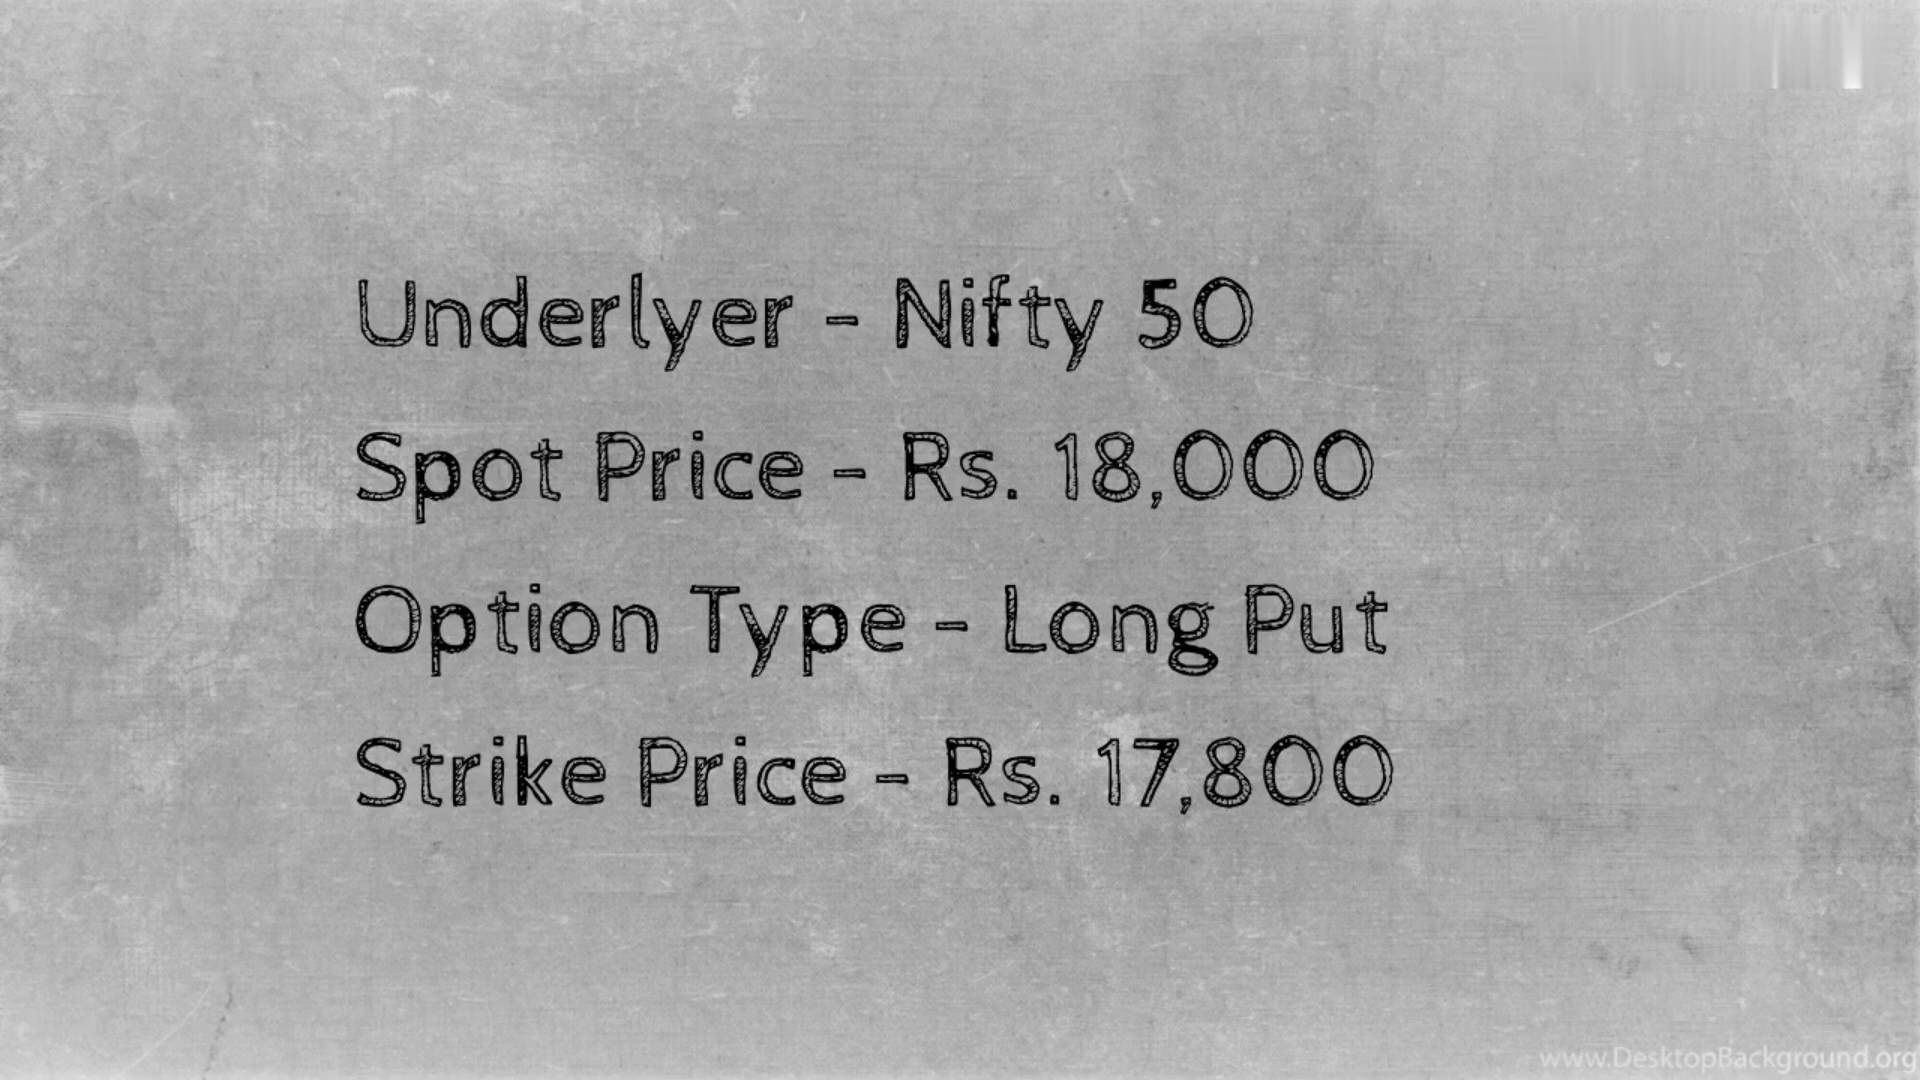 Underlyer - Nifty 50
Spot Price - Rs. 18,000
Option Type - Long Put
Strike Price - Rs. 17,800
www.DesktopBackground.org